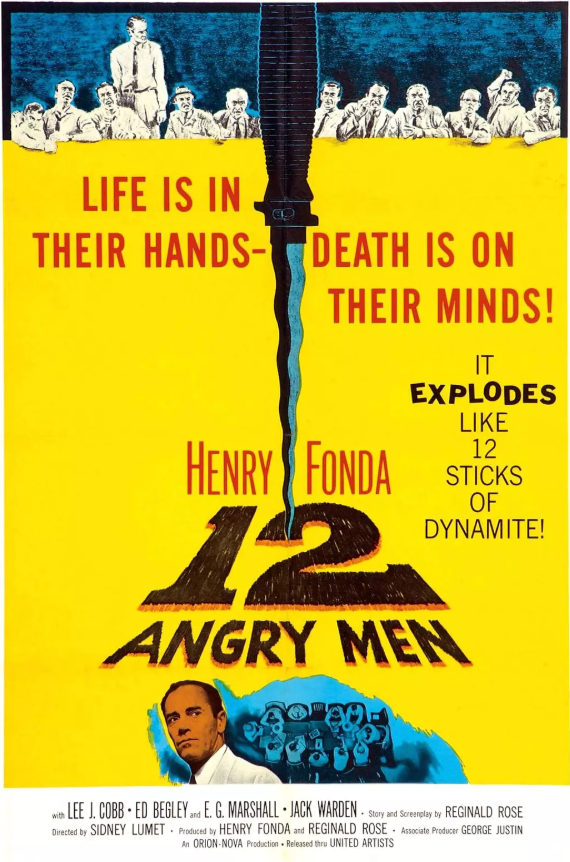 LIFE IS IN
THEIR HANDS- DEATH IS ON
THEIR MINDS!
IT
EXPLODES
LIKE
12
STICKS
OF
DYNAMITE!
HENRY FONDA
12
ANGRY MEN
with LEE J. COBB • ED BEGLEY and E. G. MARSHALL • JACK WARDEN • Story and Screenplay by REGINALD ROSE
Directed by SIDNEY LUMET • Produced by HENRY FONDA and REGINALD ROSE • Associate Producer GEORGE JUSTIN
An ORION-NOVA Production • Released thru UNITED ARTISTS